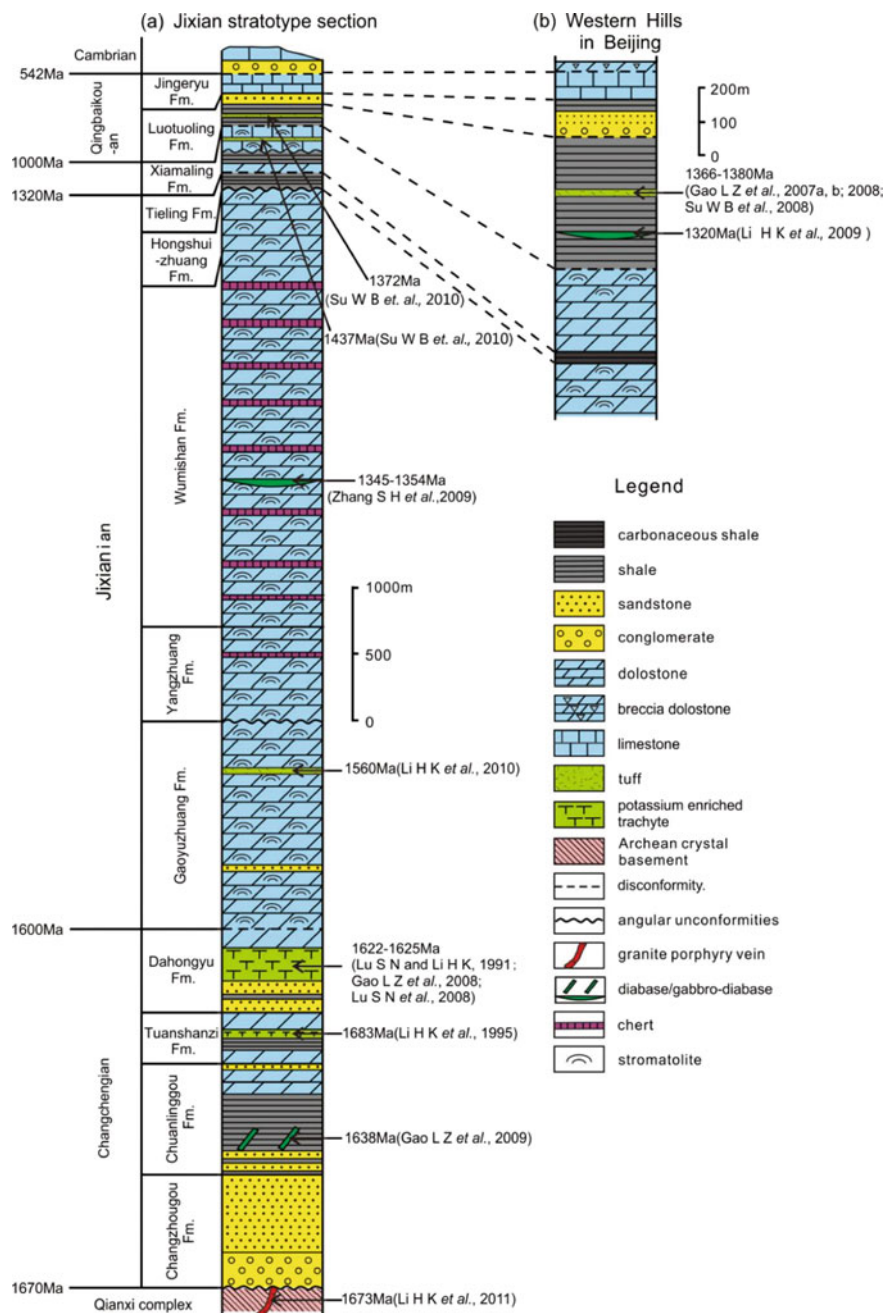 (a) Jixian stratotype section
(b) Western Hills
in Beijing
Cambrian
542Ma
Jingeryu
Fm.
Qingbaikou
-an
Luotuoling
Fm.
1000Ma
Xiamaling
Fm.
1320Ma
Tieling Fm.
Hongshui
-zhuang
Fm.
1372Ma
(Su W B et. al., 2010)
1437Ma(Su W B et. al., 2010)
Wumishan Fm.
1345-1354Ma
(Zhang S H et al.,2009)
Jixianian
1000m
500
0
Yangzhuang
Fm.
Gaoyuzhuang Fm.
1560Ma(Li H K et al., 2010)
1600Ma
Dahongyu
Fm.
1622-1625Ma
(Lu S N and Li H K, 1991;
Gao L Z et al., 2008;
Lu S N et al., 2008)
Tuanshanzi
Fm.
1683Ma(Li H K et al., 1995)
Changchengian
Chuanlinggou
Fm.
1638Ma(Gao L Z et al., 2009)
Changzhougou
Fm.
1670Ma
Qianxi complex
1673Ma(Li H K et al., 2011)
200m
100
0
1366-1380Ma
(Gao L Z et al., 2007a, b; 2008;
Su W B et al., 2008)
1320Ma(Li H K et al., 2009 )
Legend
carbonaceous shale
shale
sandstone
conglomerate
dolostone
breccia dolostone
limestone
tuff
potassium enriched
trachyte
Archean crystal
basement
disconformity.
angular unconformities
granite porphyry vein
diabase/gabbro-diabase
chert
stromatolite